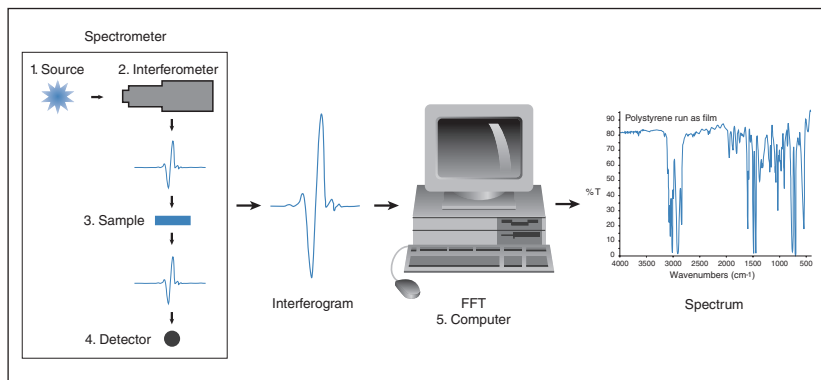 Spectrometer
1. Source
2. Interferometer
3. Sample
4. Detector
Interferogram
FFT
5. Computer
Polystyrene run as film
90
80
70
60
%T
50
40
30
20
10
0
4000 3500 3000 2500 2000 1500 1000 500
Wavenumbers (cm-1)
Spectrum